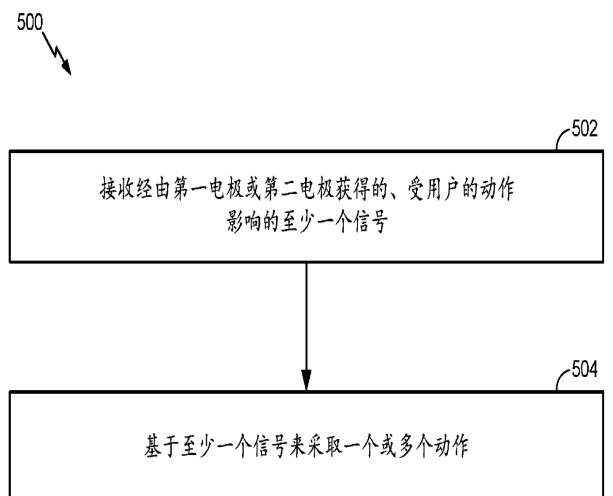 500
502
接收经由第一电极或第二电极获得的、受用户的动作
影响的至少一个信号
504
基于至少一个信号来采取一个或多个动作